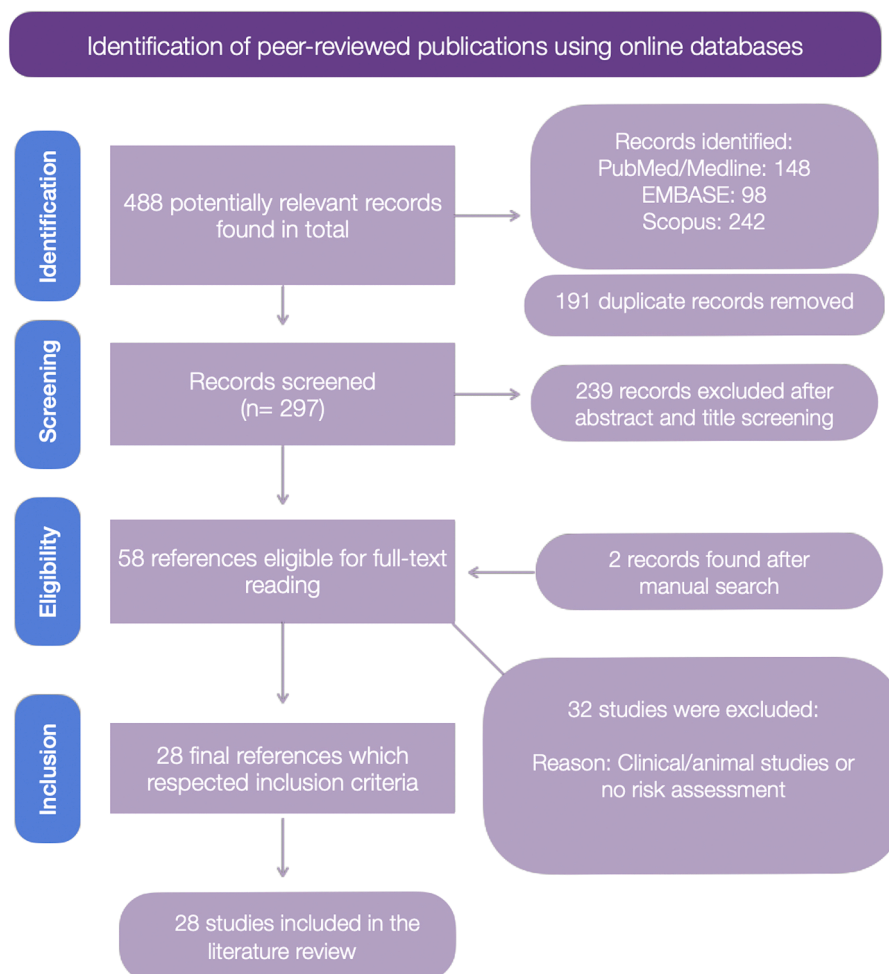 Identification of peer-reviewed publications using online databases
Identification
488 potentially relevant records
found in total
Records identified:
PubMed/Medline: 148
EMBASE: 98
Scopus: 242
191 duplicate records removed
Screening
Records screened
(n= 297)
239 records excluded after
abstract and title screening
Eligibility
58 references eligible for full-text
reading
2 records found after
manual search
32 studies were excluded:
Reason: Clinical/animal studies or
no risk assessment
Inclusion
28 final references which
respected inclusion criteria
28 studies included in the
literature review